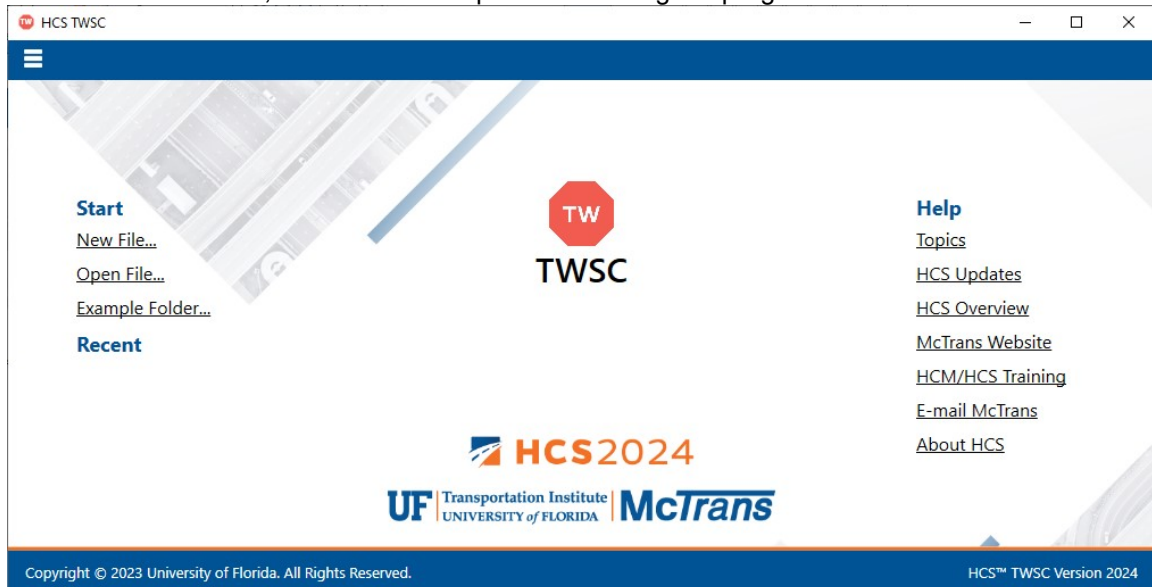 HCS TWSC
Start
New File...
Open File...
Example Folder...
Recent
TW
TWSC
Help
Topics
HCS Updates
HCS Overview
McTrans Website
HCM/HCS Training
E-mail McTrans
About HCS
HCS2024
UF Transportation Institute McTrans
UNIVERSITY of FLORIDA
Copyright © 2023 University of Florida. All Rights Reserved. HCS™ TWSC Version 2024